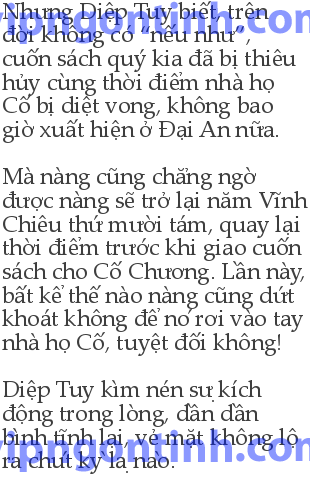 Nhưng Diệp Tuy biết, trên
đời không có "nếu như",
cuốn sách quý kia đã bị thiêu
hủy cùng thời điểm nhà họ
Cố bị diệt vong, không bao
giờ xuất hiện ở Đại An nữa.
Mà nàng cũng chẳng ngờ
được nàng sẽ trở lại năm Vĩnh
Chiêu thứ mười tám, quay lại
thời điểm trước khi giao cuốn
sách cho Cố Chương. Lần này,
bất kể thế nào nàng cũng dứt
khoát không để nó rơi vào tay
nhà họ Cố, tuyệt đối không!
Diệp Tuy kìm nén sự kích
động trong lòng, dần dần
bình tĩnh lại, vẻ mặt không lộ
ra chút kỳ lạ nào.